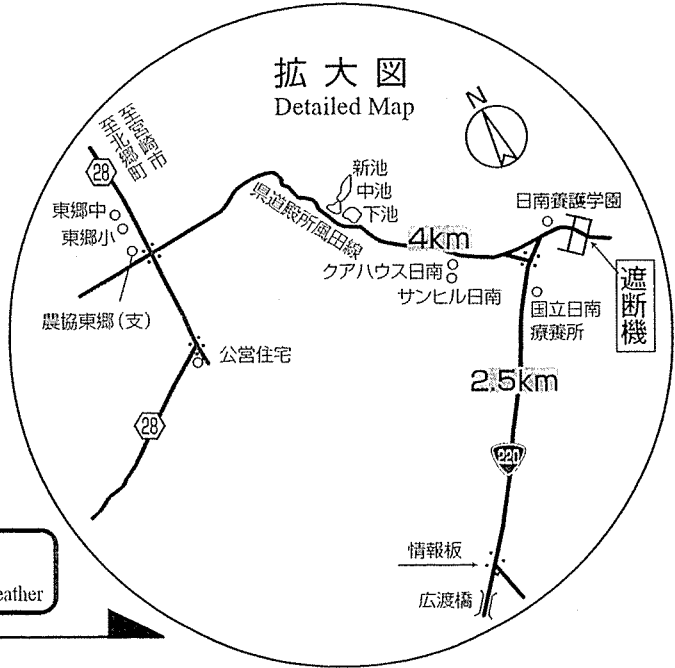 拡大図
Detailed Map
N
至宮崎市
至北郷町
28
新池
中池
下池
県道殿所風田線
日南養護学園
東郷中
東郷小
4km
クアハウス日南
サンヒル日南
遮断機
農協東郷(支)
国立日南
療養所
公営住宅
2.5km
28
220
情報板
広渡橋
eather